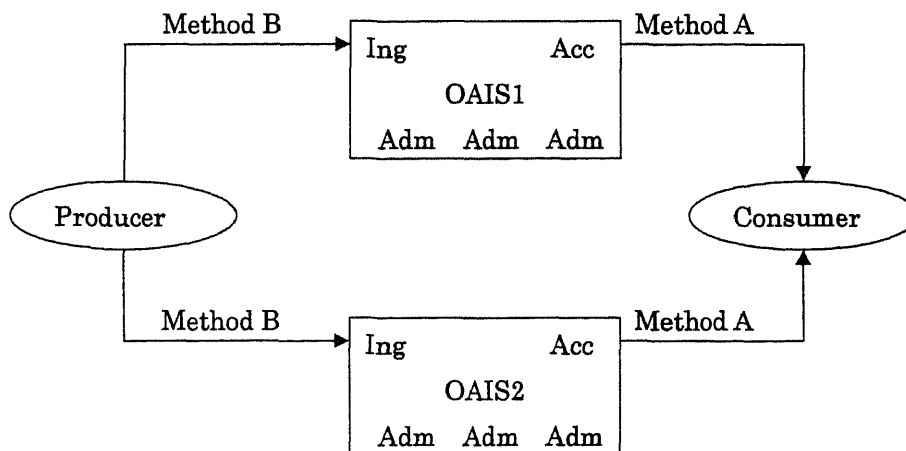 Method B
Method A
Ing Acc
OAIS1
Adm Adm Adm
Producer
Consumer
Method B
Method A
Ing Acc
OAIS2
Adm Adm Adm